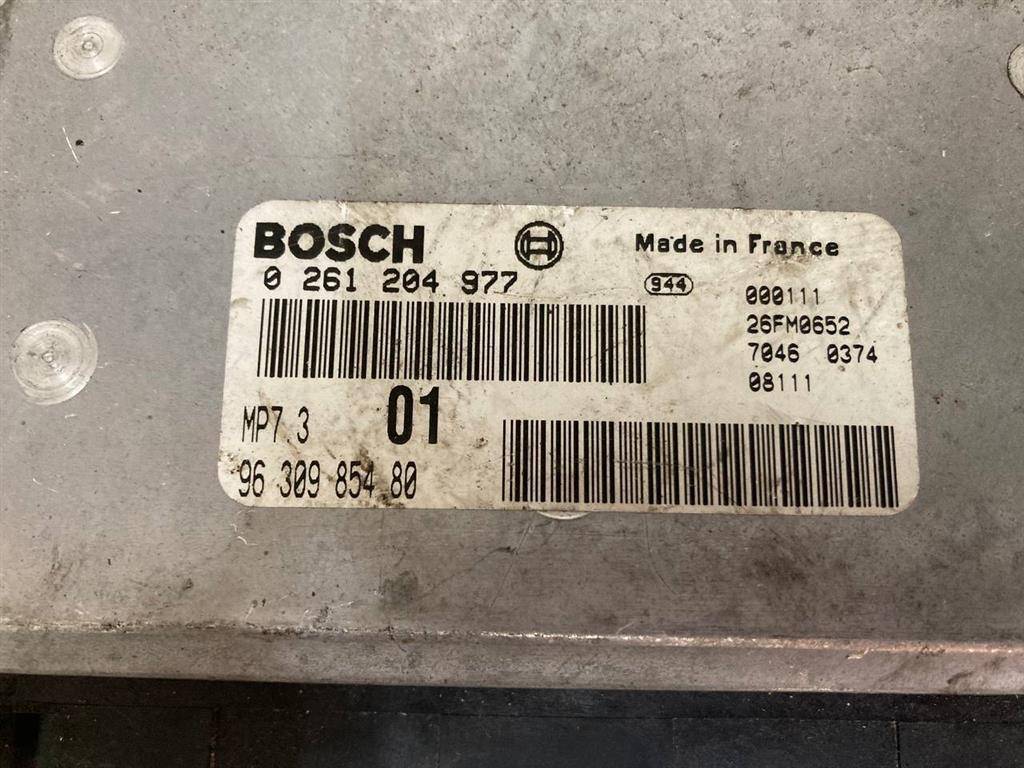 BOSCH
Made in France
0 261 204 977
944
000111
26FM0652
7046 0374
08111
MP7.3 01
96 309 854 80